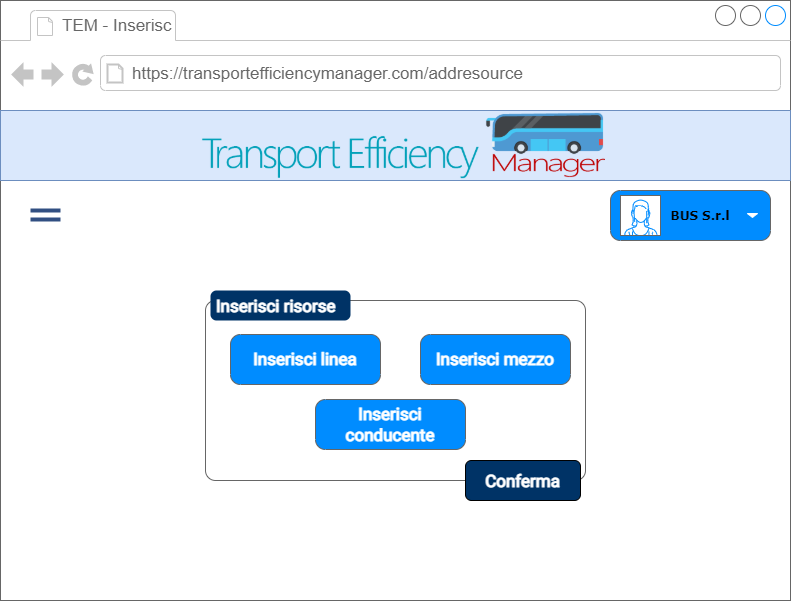 TEM - Inserisc
https://transportefficiencymanager.com/addresource
Transport Efficiency
Manager
BUS S.r.l
Inserisci risorse
Inserisci linea
Inserisci mezzo
Inserisci
conducente
Conferma